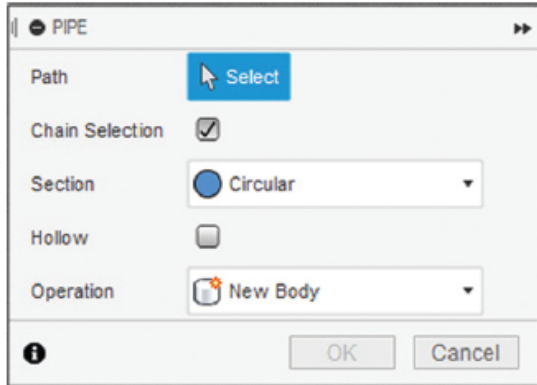 PIPE
Path Select
Chain Selection
Section Circular
Hollow
Operation New Body
OK Cancel